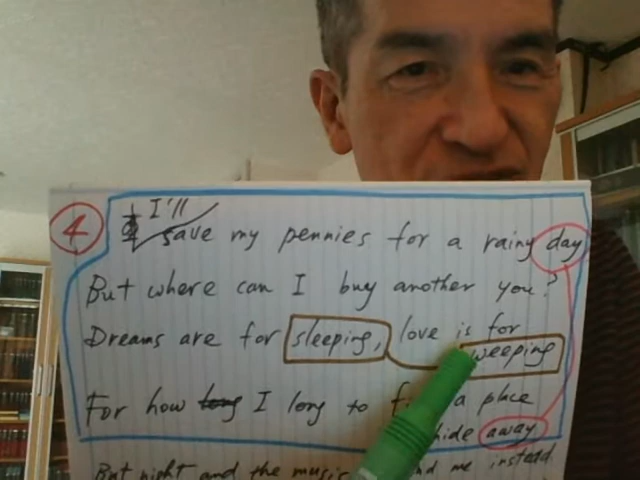 4
I'll
save my pennies for a rainy day
But where can I buy another you?
Dreams are for sleeping, love is for
weeping
For how long I long to a place
hide away
But night and the music me instead